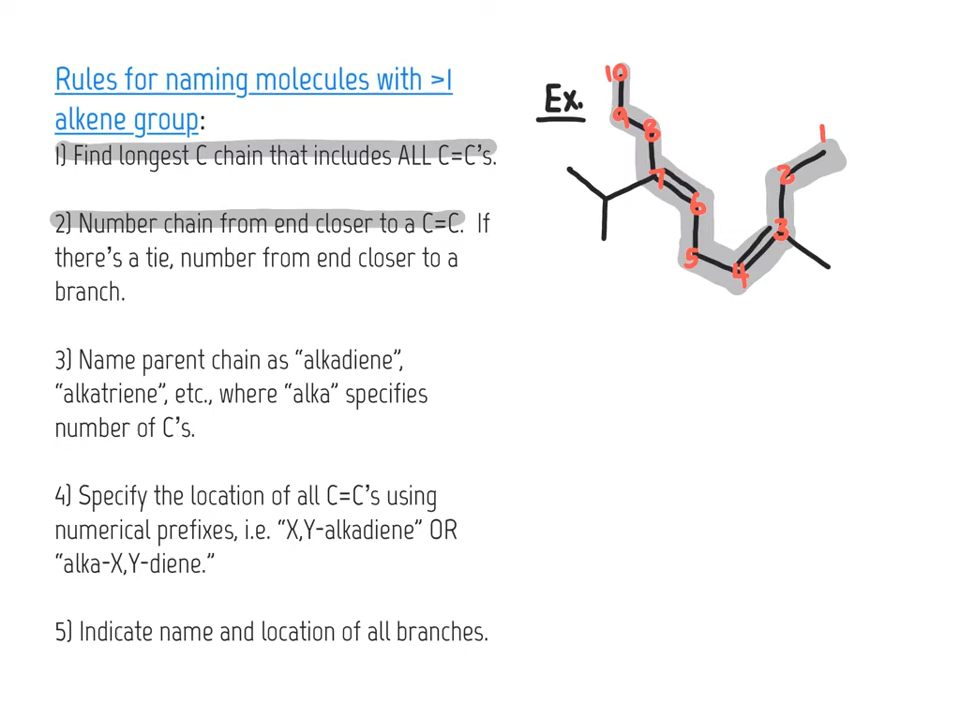 Rules for naming molecules with >1
alkene group:
1) Find longest C chain that includes ALL C=C's.
2) Number chain from end closer to a C=C. If
there's a tie, number from end closer to a
branch.
3) Name parent chain as "alkadiene",
"alkatriene", etc., where "alka" specifies
number of C's.
4) Specify the location of all C=C's using
numerical prefixes, i.e. "X,Y-alkadiene" OR
"alka-X,Y-diene."
5) Indicate name and location of all branches.
Ex.
10
9
8
7
6
5
4
3
2
1